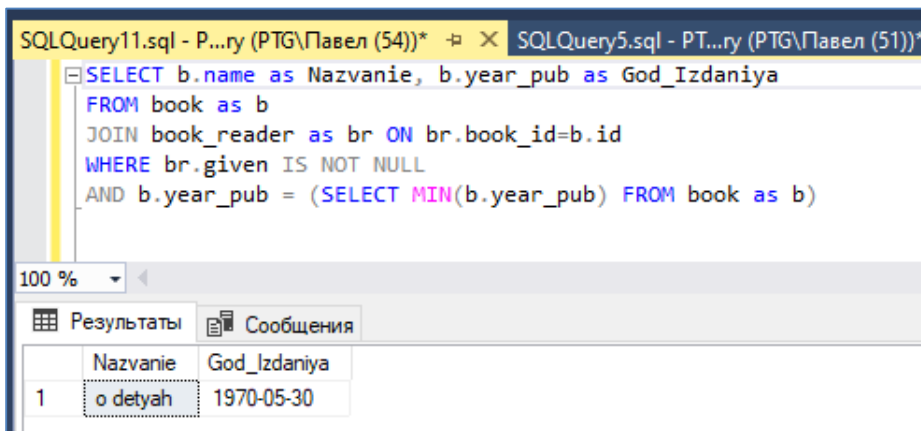 SQLQuery11.sql - P...ry (PTG\Павел (54))* SQLQuery5.sql - PT...ry (PTG\Павел (51))*
SELECT b.name as Nazvanie, b.year_pub as God_Izdaniya
FROM book as b
JOIN book_reader as br ON br.book_id=b.id
WHERE br.given IS NOT NULL
AND b.year_pub = (SELECT MIN(b.year_pub) FROM book as b)
100 %
Результаты Сообщения
Nazvanie God_Izdaniya
1 o detyah 1970-05-30